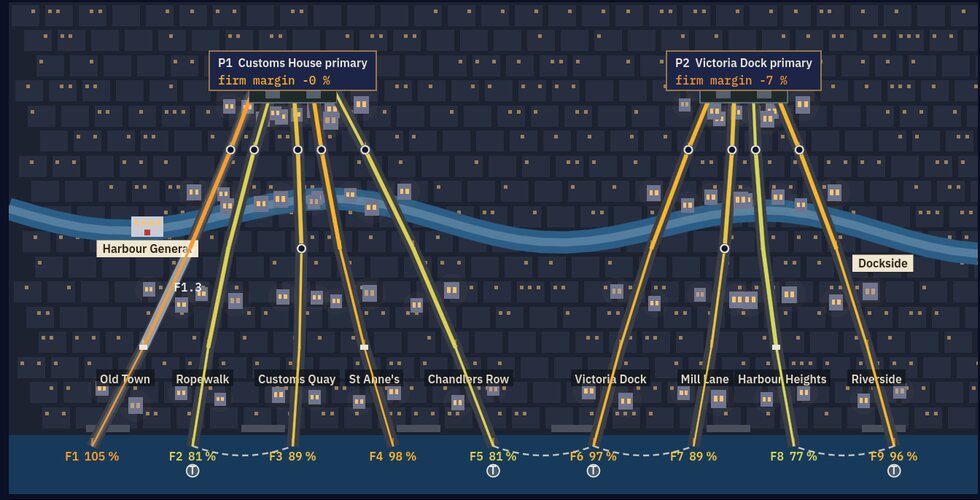 P1 Customs House primary
firm margin -0 %
P2 Victoria Dock primary
firm margin -7 %
Harbour General
Dockside
F1.3
Old Town
Ropewalk
Customs Quay
St Anne's
Chandlers Row
Victoria Dock
Mill Lane
Harbour Heights
Riverside
F1 105 %
F2 81 %
F3 89 %
F4 98 %
F5 81 %
F6 97 %
F7 89 %
F8 77 %
F9 96 %
T
T
T
T